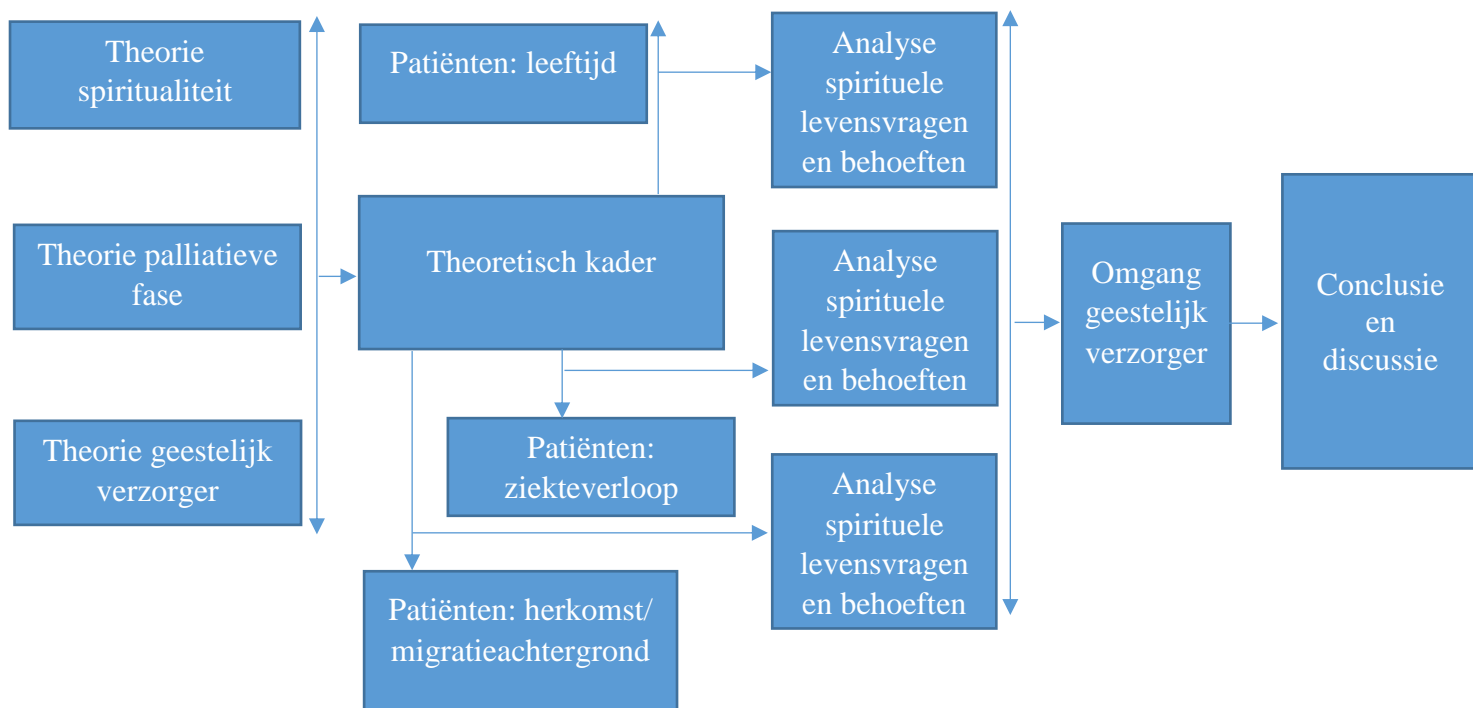 Theorie
spiritualiteit
Theorie palliatieve
fase
Theorie geestelijk
verzorger
Patiënten: leeftijd
Theoretisch kader
Patiënten:
ziekteverloop
Patiënten: herkomst/
migratieachtergrond
Analyse
spirituele
levensvragen
en behoeften
Analyse
spirituele
levensvragen
en behoeften
Analyse
spirituele
levensvragen
en behoeften
Omgang
geestelijk
verzorger
Conclusie
en
discussie